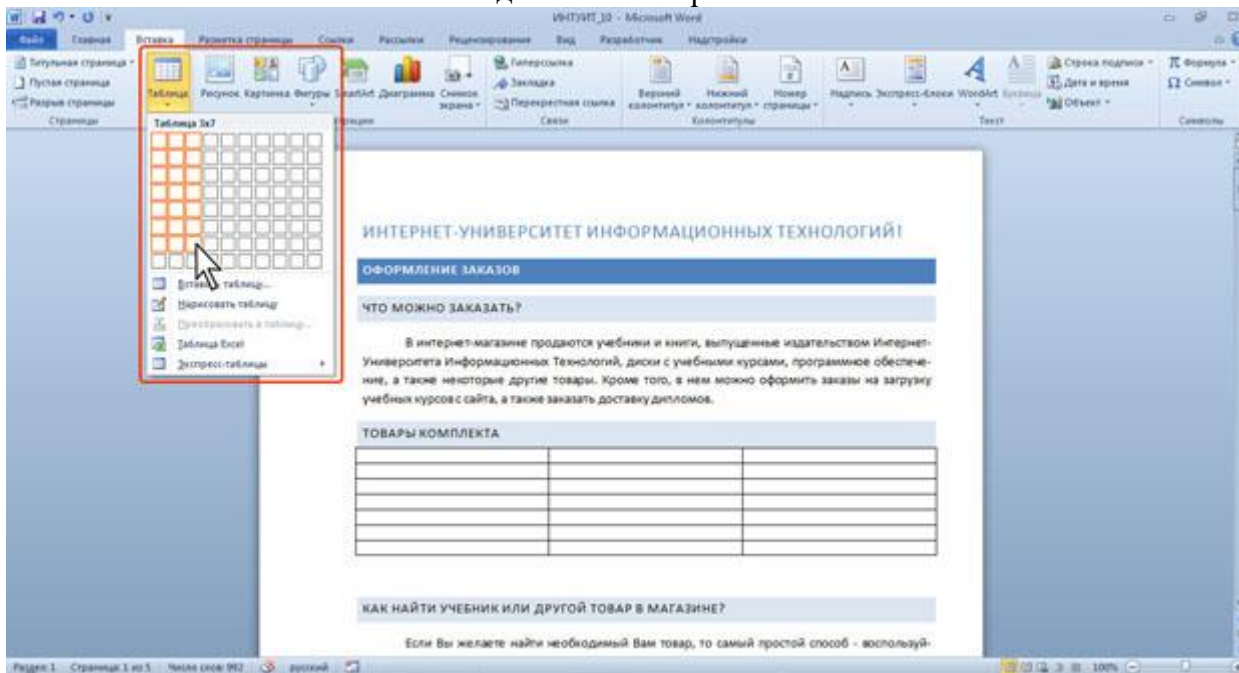 ИНТУИТ_10 - Microsoft Word
Файл Главная Вставка Разметка страницы Ссылки Рассылки Рецензирование Вид Разработчик Надстройки
Титульная страница
Пустая страница
Разрыв страницы
Страницы
Таблица
Рисунок Картинка Фигуры SmartArt Диаграмма Снимок экрана
Гиперссылка
Закладка
Перекрестная ссылка
Связи
Верхний колонтитул Нижний колонтитул Номер страницы
Колонтитулы
Надпись Экспресс-блоки WordArt Буквица
Строка подписи
Дата и время
Объект
Текст
Формула
Символ
Символы
Таблица 3x7
Вставить таблицу...
Нарисовать таблицу
Преобразовать в таблицу...
Таблица Excel
Экспресс-таблицы
ИНТЕРНЕТ-УНИВЕРСИТЕТ ИНФОРМАЦИОННЫХ ТЕХНОЛОГИЙ!
ОФОРМЛЕНИЕ ЗАКАЗОВ
ЧТО МОЖНО ЗАКАЗАТЬ?
В интернет-магазине продаются учебники и книги, выпущенные издательством Интернет-
Университета Информационных Технологий, диски с учебными курсами, программное обеспече-
ние, а также некоторые другие товары. Кроме того, в нем можно оформить заказы на загрузку
учебных курсов с сайта, а также заказать доставку дипломов.
ТОВАРЫ КОМПЛЕКТА
КАК НАЙТИ УЧЕБНИК ИЛИ ДРУГОЙ ТОВАР В МАГАЗИНЕ?
Если Вы желаете найти необходимый Вам товар, то самый простой способ - воспользуй-
Раздел: 1 Страница: 1 из 5 Число слов: 992 русский 100%